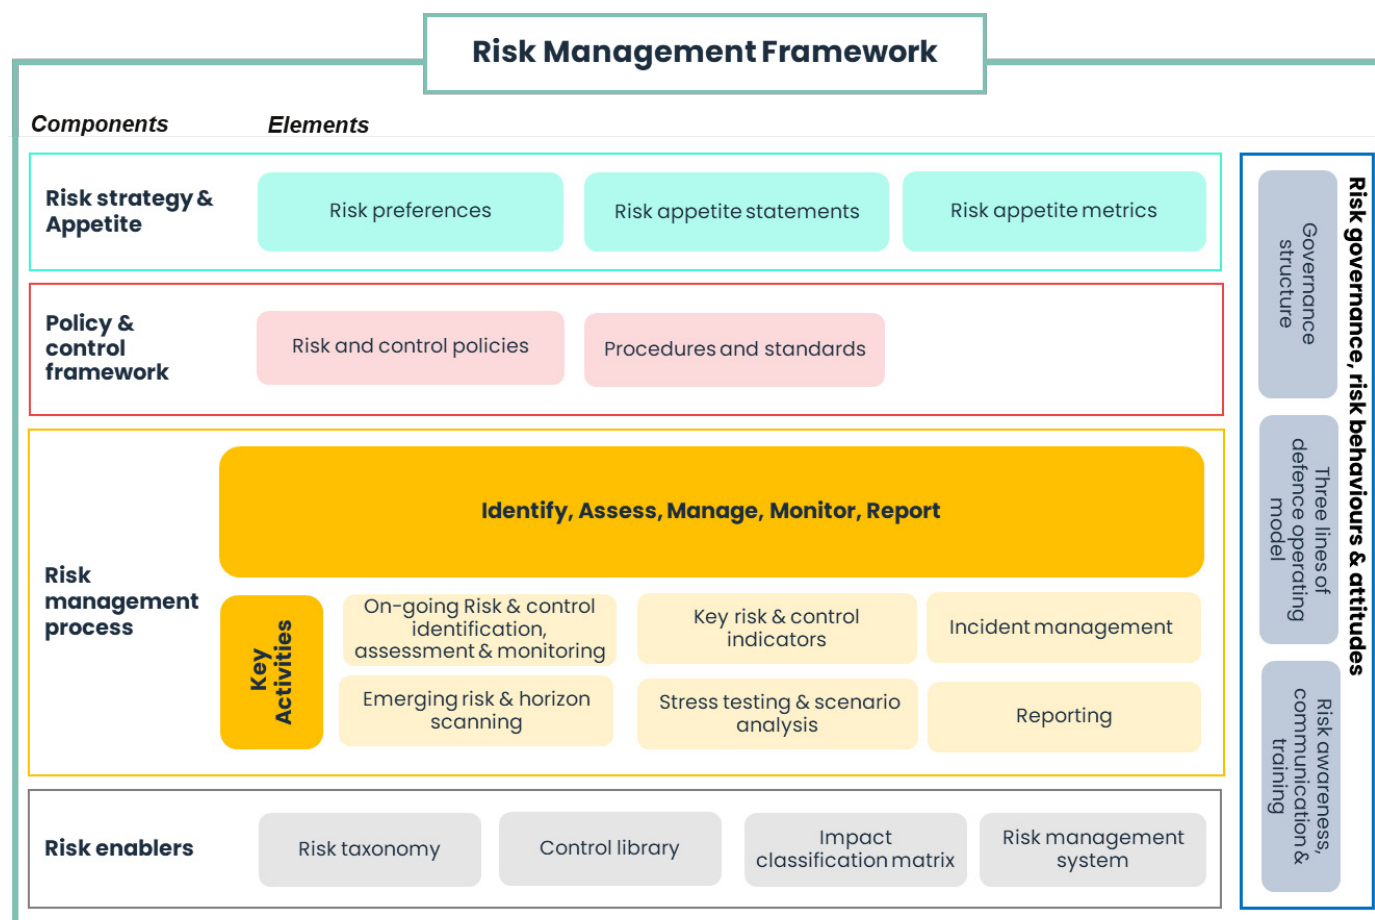 Risk Management Framework
Components
Elements
Risk strategy &
Appetite
Risk preferences
Risk appetite statements
Risk appetite metrics
Policy &
control
framework
Risk and control policies
Procedures and standards
Risk
management
process
Identify, Assess, Manage, Monitor, Report
Key
Activities
On-going Risk & control
identification,
assessment & monitoring
Key risk & control
indicators
Incident management
Emerging risk & horizon
scanning
Stress testing & scenario
analysis
Reporting
Risk enablers
Risk taxonomy
Control library
Impact
classification matrix
Risk management
system
Risk governance, risk behaviours & attitudes
Governance
structure
Three lines of
defence operating
model
Risk awareness,
communication &
training